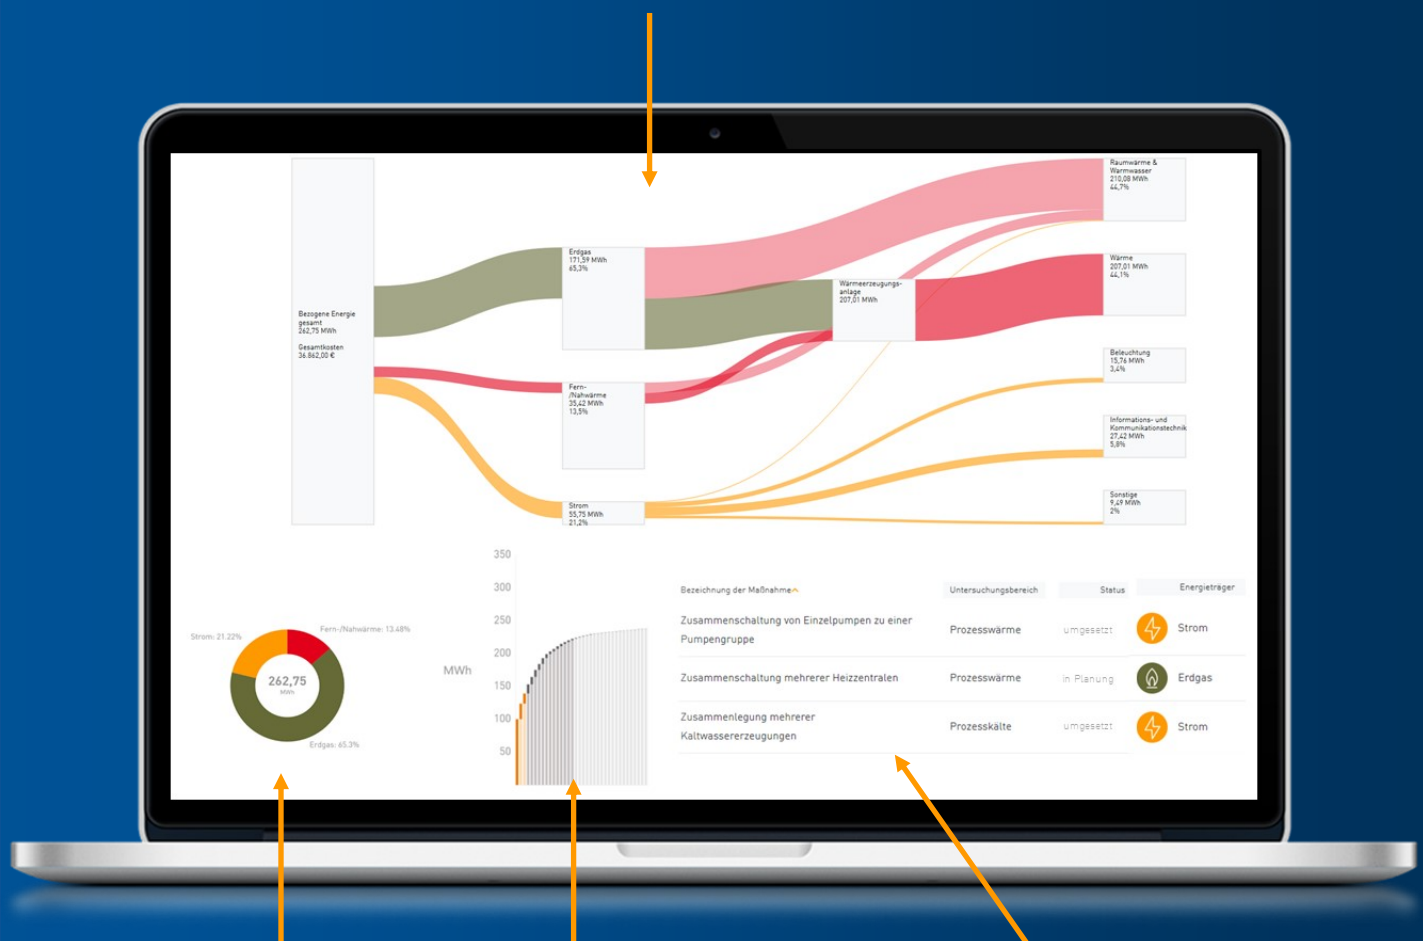 Raumwärme &
Warmwasser
210,08 MWh
44,7%
Erdgas
171,59 MWh
65,3%
Wärme
207,01 MWh
44,1%
Wärmeerzeugungs-
anlage
207,01 MWh
Bezogene Energie
gesamt
262,75 MWh
Gesamtkosten
36.862,00 €
Beleuchtung
15,76 MWh
3,4%
Fern-
/Nahwärme
35,42 MWh
13,5%
Informations- und
Kommunikationstechnik
27,42 MWh
5,8%
Strom
55,75 MWh
21,2%
Sonstige
9,49 MWh
2%
Strom: 21.22%
Fern-/Nahwärme: 13.48%
262,75
MWh
Erdgas: 65.3%
MWh
350
300
250
200
150
100
50
Bezeichnung der Maßnahme Untersuchungsbereich Status Energieträger
Zusammenschaltung von Einzelpumpen zu einer
Pumpengruppe
Prozesswärme umgesetzt Strom
Zusammenschaltung mehrerer Heizzentralen Prozesswärme in Planung Erdgas
Zusammenlegung mehrerer
Kaltwassererzeugungen
Prozesskälte umgesetzt Strom